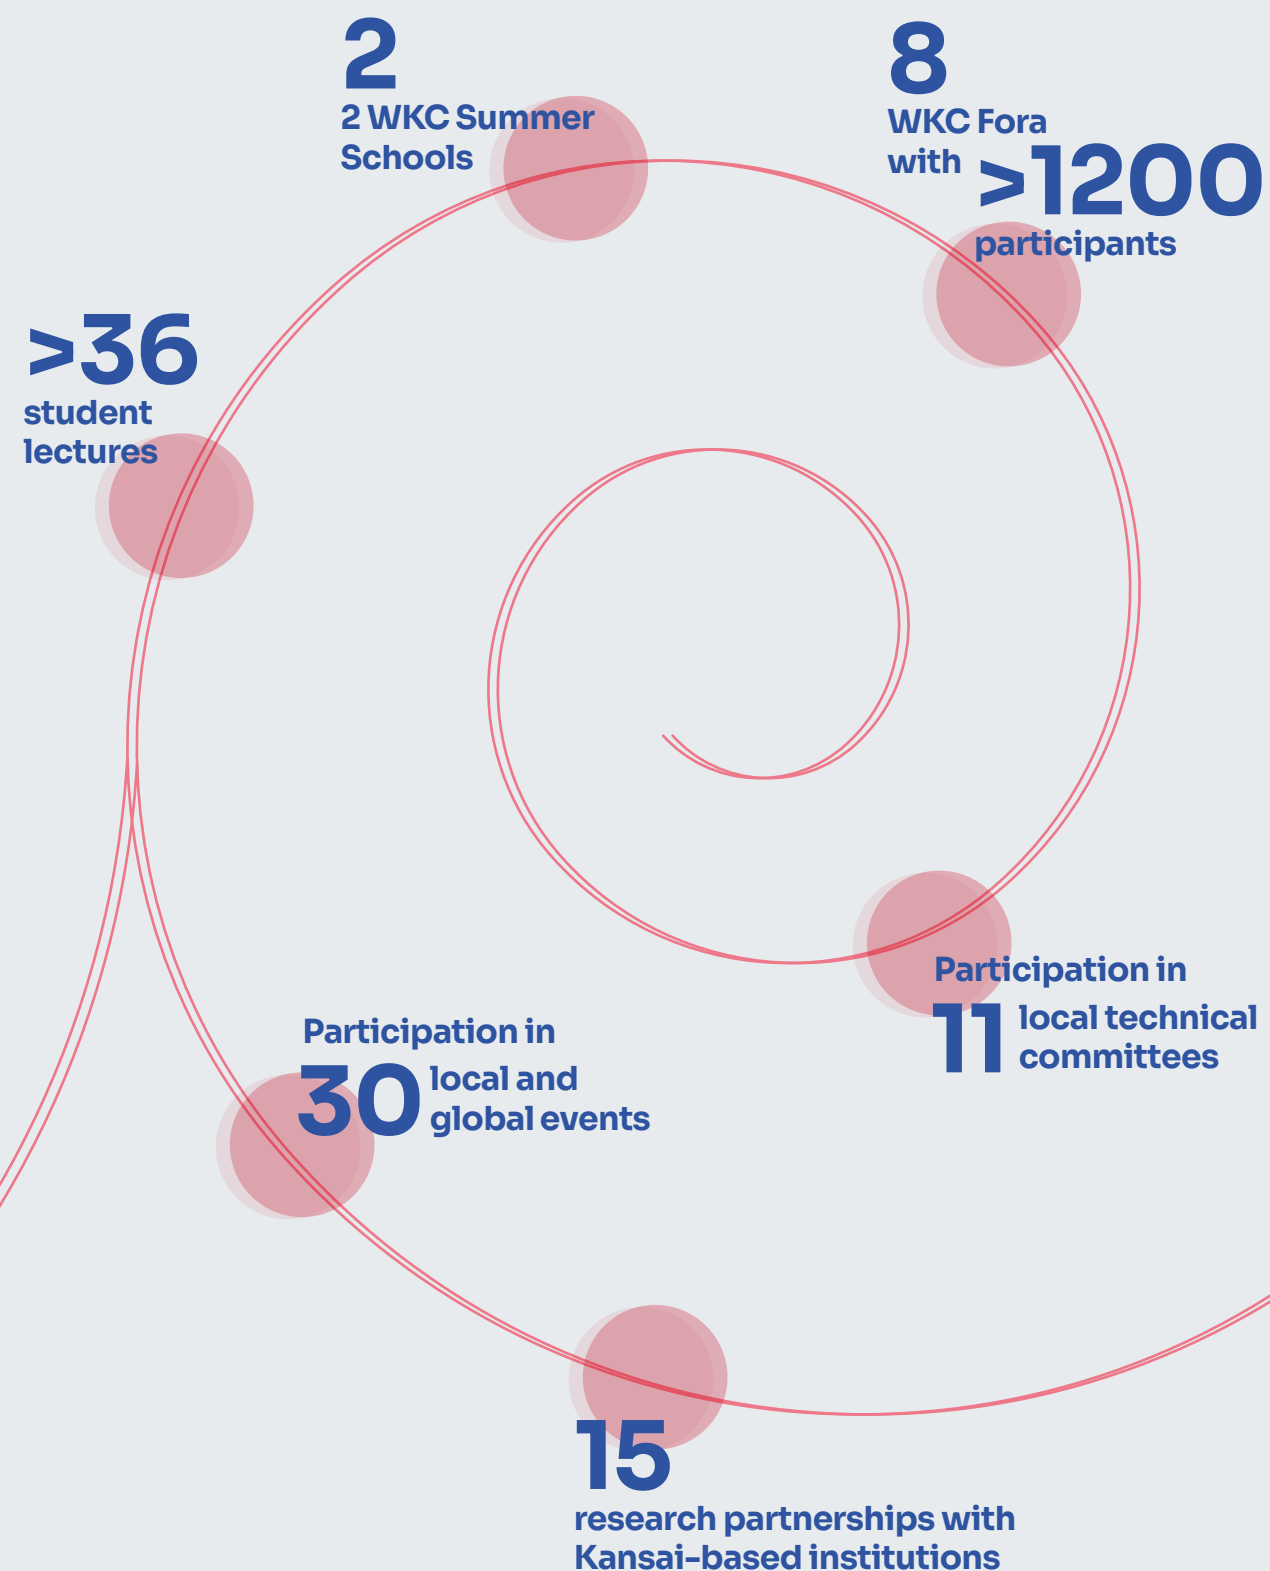 2
2 WKC Summer
Schools
8
WKC Fora
with >1200
participants
>36
student
lectures
Participation in
11 local technical
committees
Participation in
30 local and
global events
15
research partnerships with
Kansai-based institutions